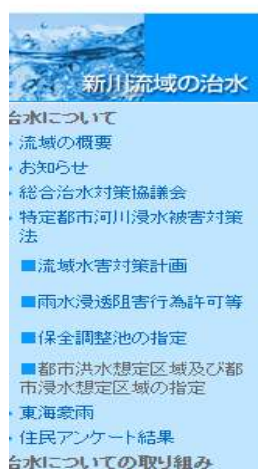 新川流域の治水
治水について
流域の概要
お知らせ
総合治水対策協議会
特定都市河川浸水被害対策
法
■流域水害対策計画
■雨水浸透阻害行為許可等
■保全調整池の指定
■都市洪水想定区域及び都
市浸水想定区域の指定
東海愛雨
住民アンケート結果
治水についての取り組み